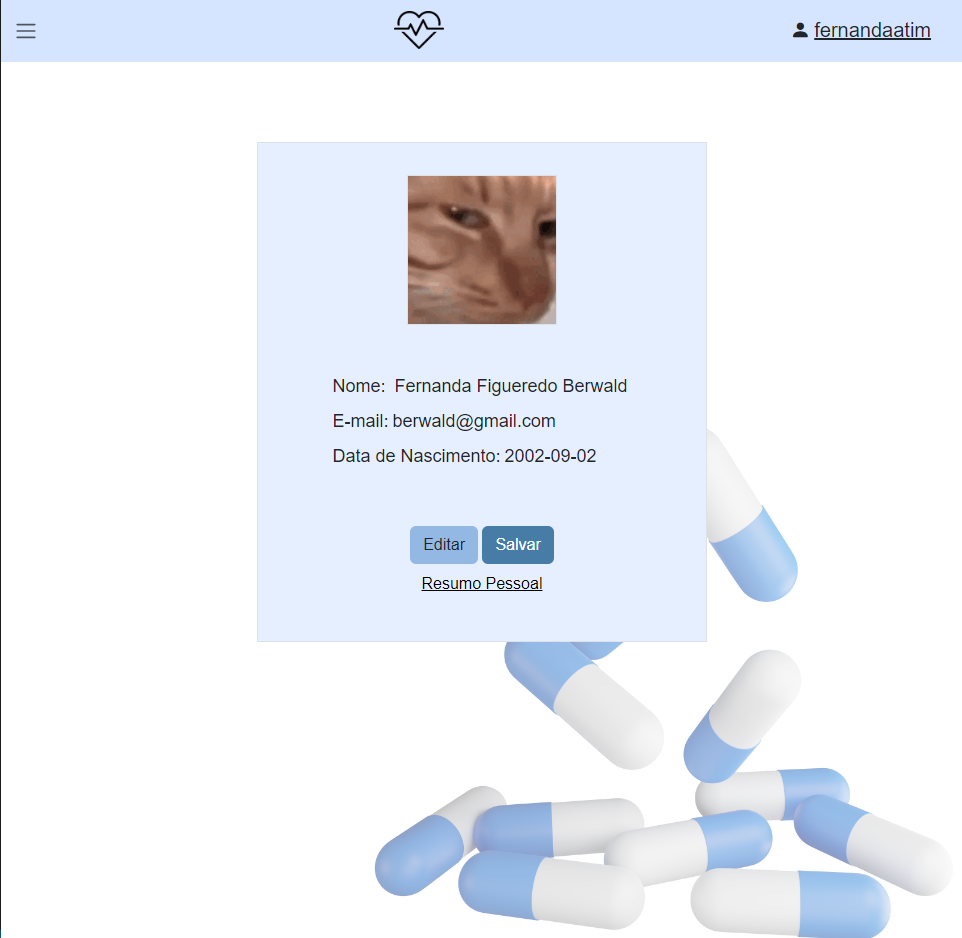 fernandaatim
Nome: Fernanda Figueredo Berwald
E-mail: berwald@gmail.com
Data de Nascimento: 2002-09-02
Editar Salvar
Resumo Pessoal